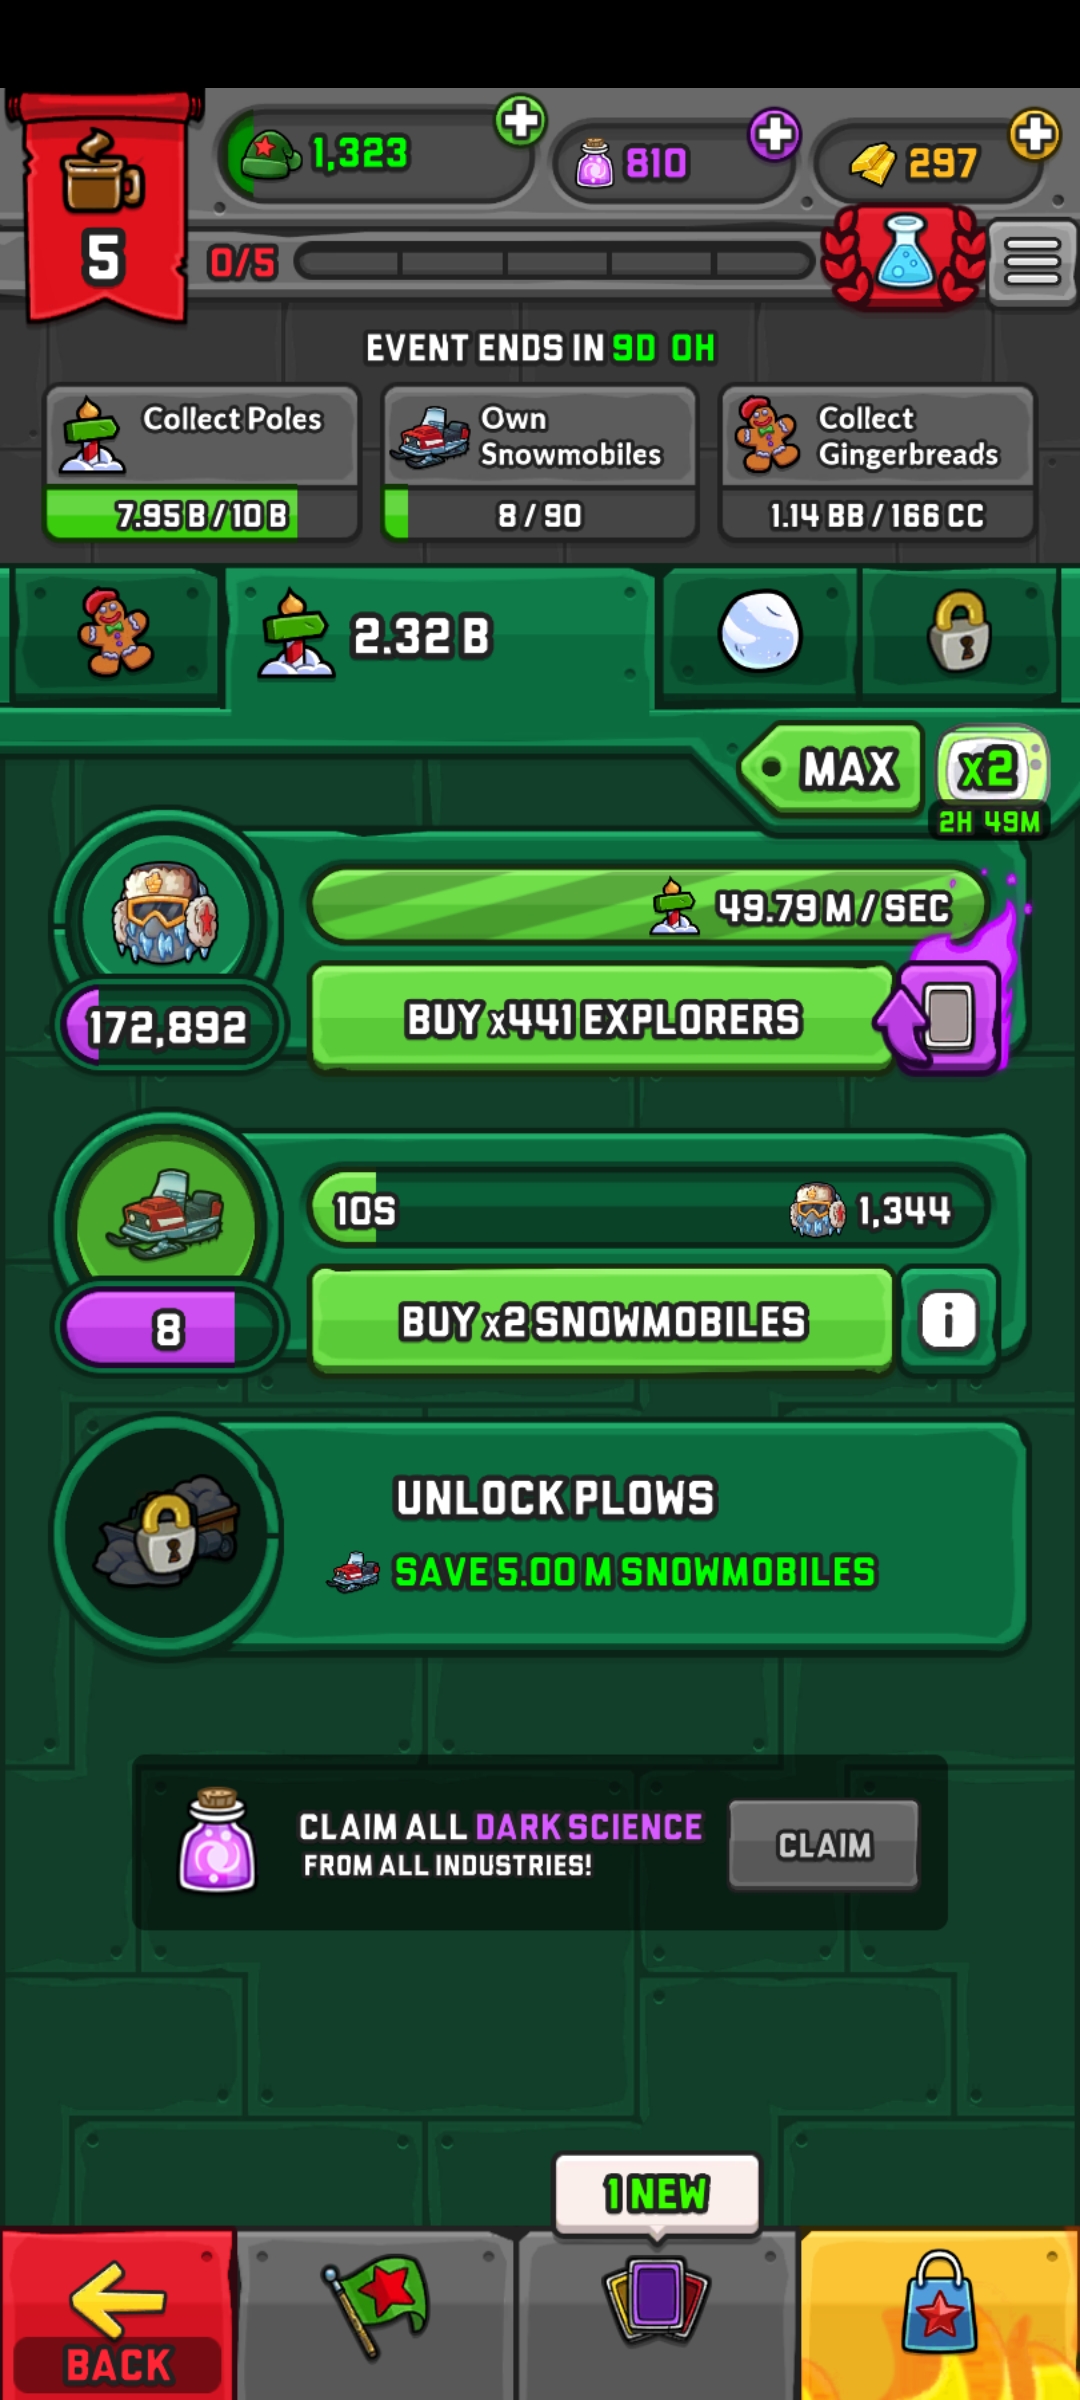 1,323
810
297
5
0/5
EVENT ENDS IN 9D 0H
Collect Poles
7.95 B / 10 B
Own
Snowmobiles
8 / 90
Collect
Gingerbreads
1.14 BB / 166 CC
2.32 B
MAX
x2
2H 49M
49.79 M / SEC
172,892
BUY x441 EXPLORERS
10S
1,344
8
BUY x2 SNOWMOBILES
i
UNLOCK PLOWS
SAVE 5.00 M SNOWMOBILES
CLAIM ALL DARK SCIENCE
FROM ALL INDUSTRIES!
CLAIM
1 NEW
BACK